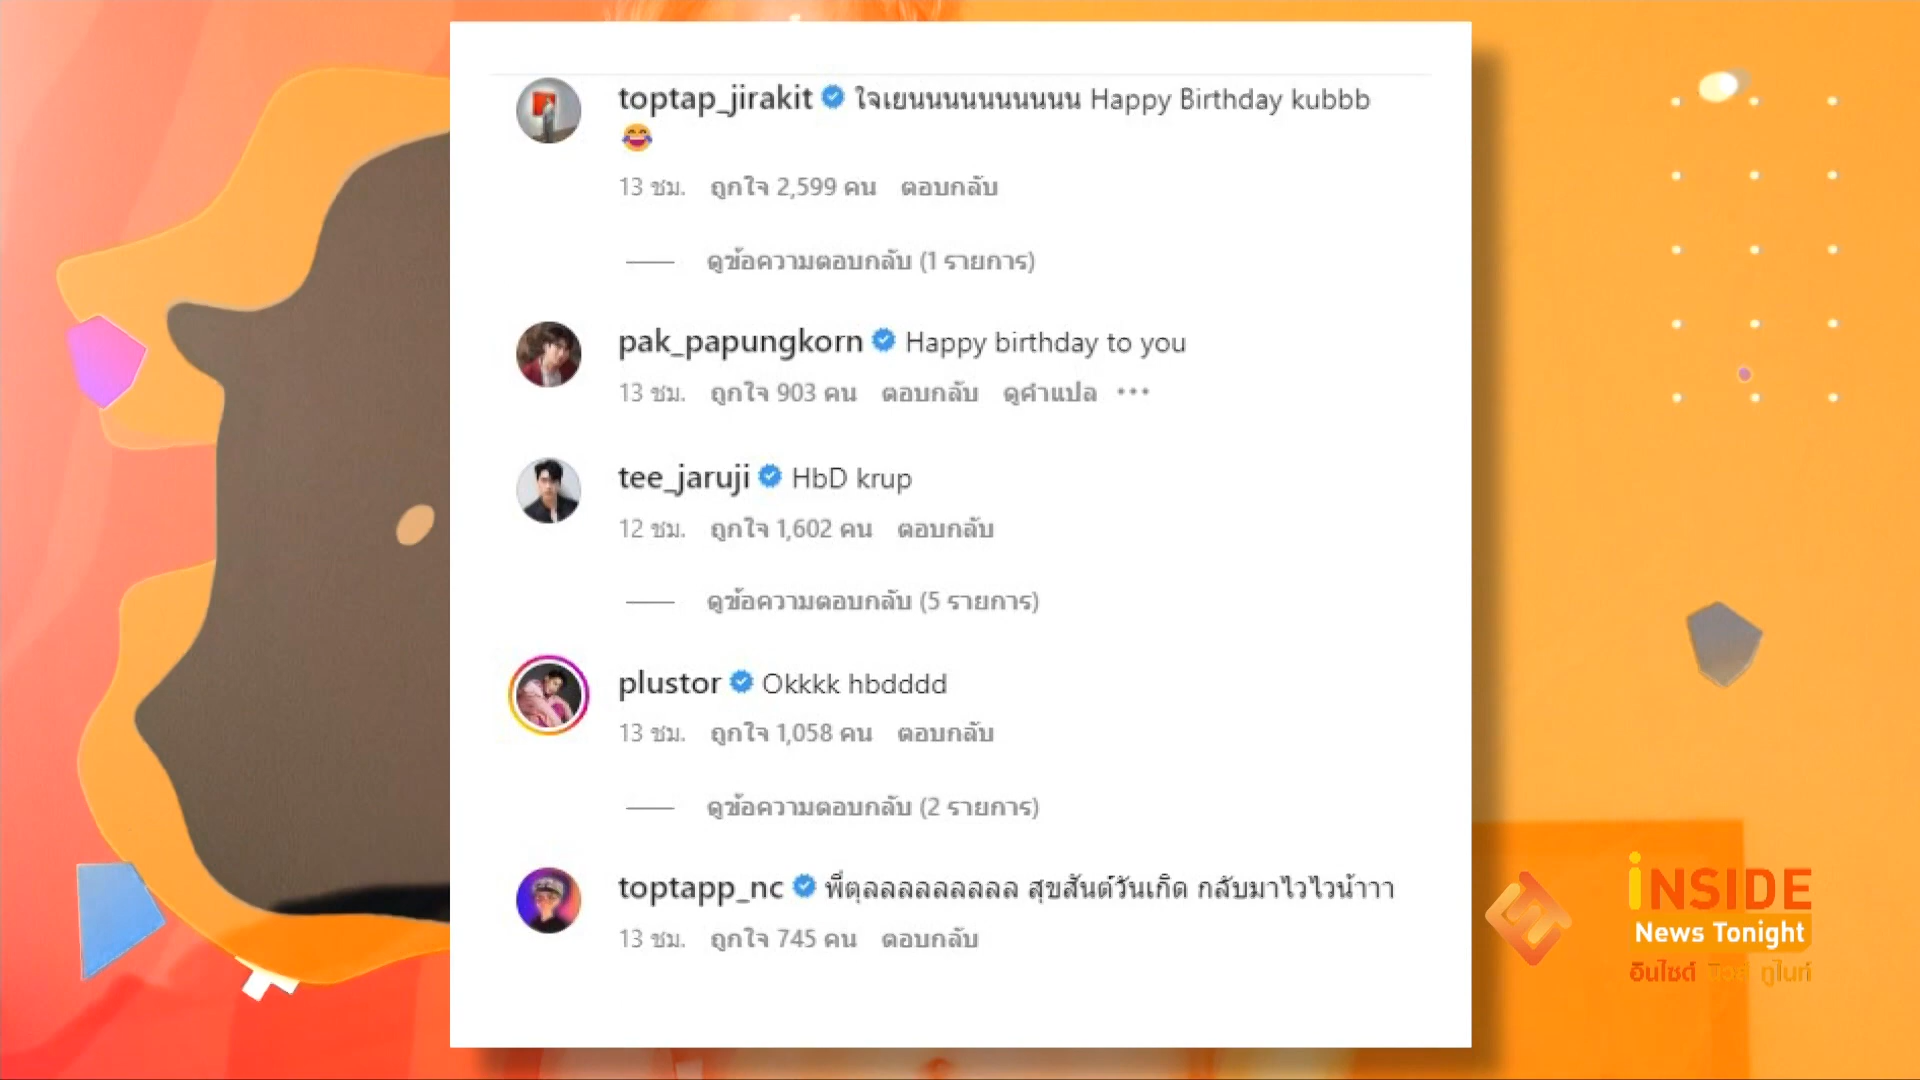 toptap_jirakit ใจเยนนนนนนนนนน Happy Birthday kubbb
😂
13 ชม. ถูกใจ 2,599 คน ตอบกลับ
ดูข้อความตอบกลับ (1 รายการ)
pak_papungkorn Happy birthday to you
13 ชม. ถูกใจ 903 คน ตอบกลับ ดูคำแปล •••
tee_jaruji HbD krup
12 ชม. ถูกใจ 1,602 คน ตอบกลับ
ดูข้อความตอบกลับ (5 รายการ)
plustor Okkkk hbdddd
13 ชม. ถูกใจ 1,058 คน ตอบกลับ
ดูข้อความตอบกลับ (2 รายการ)
toptapp_nc พี่ตุลลลลลลลลลล สุขสันต์วันเกิด กลับมาไวไวน้าาา
13 ชม. ถูกใจ 745 คน ตอบกลับ
iNSIDE
News Tonight
อินไซด์ นิวส์ ทูไนท์